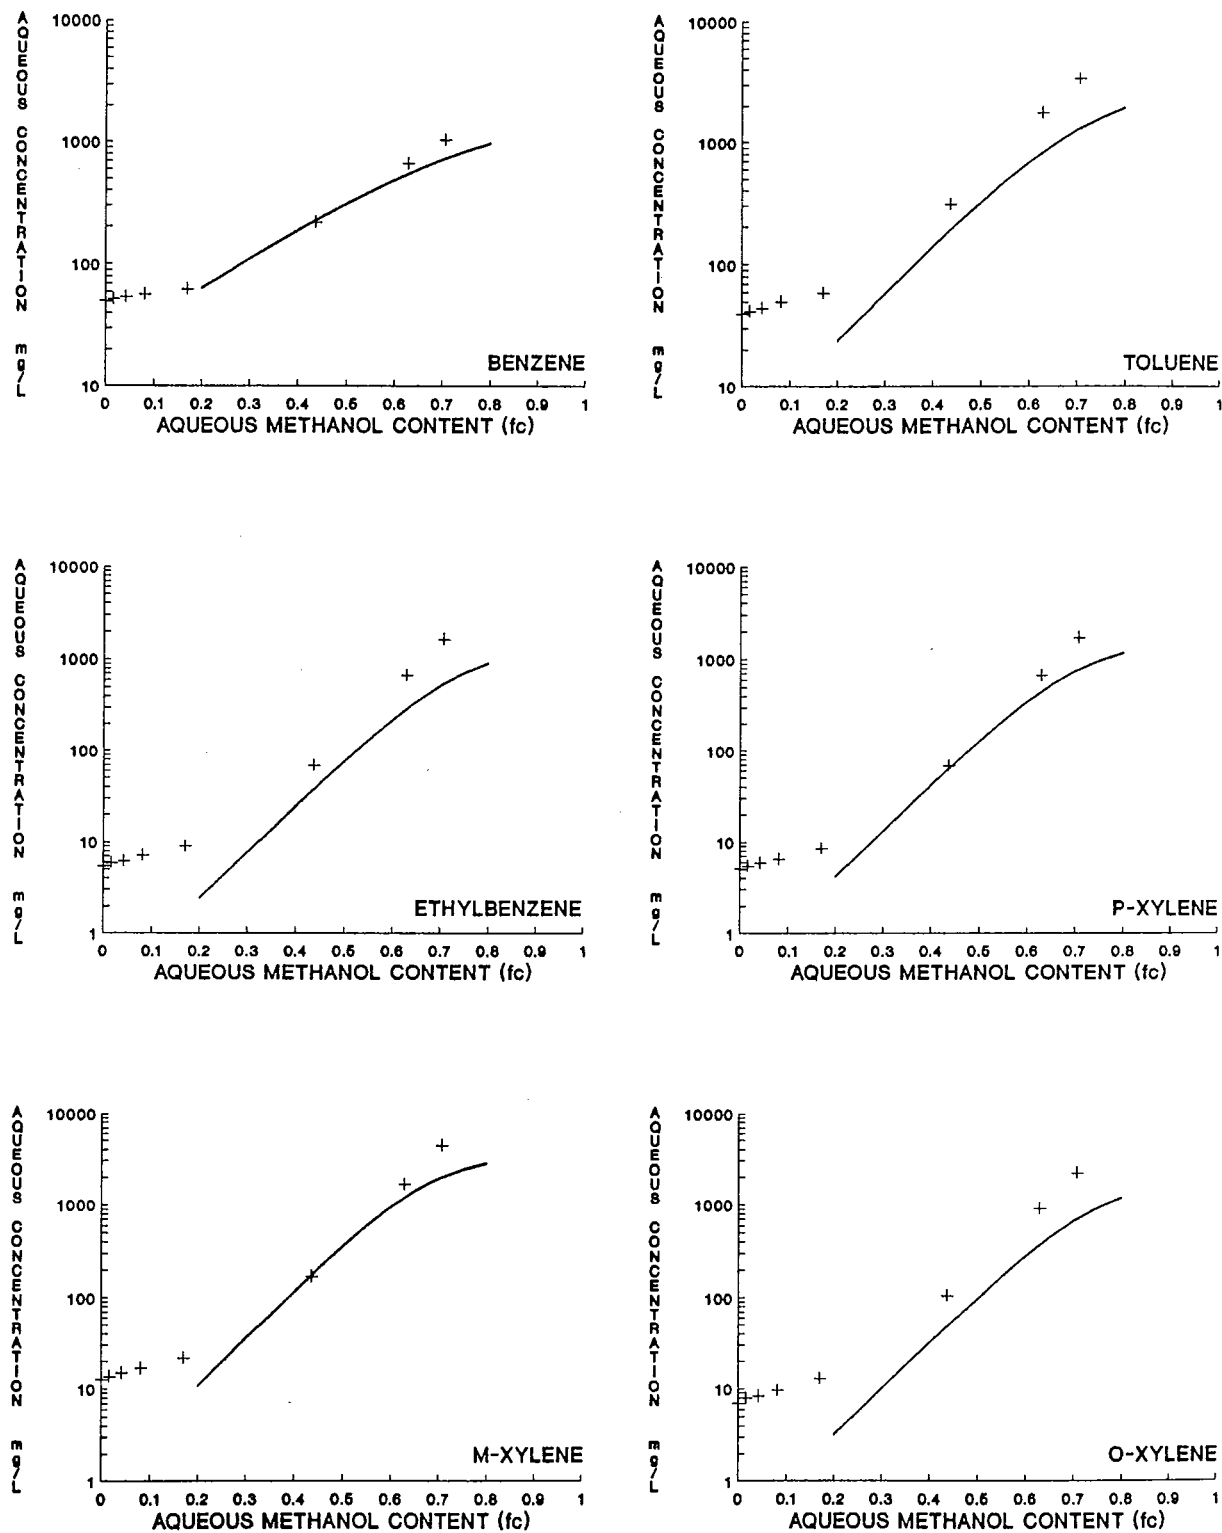 AQUEOUS CONCENTRATION mg/L
10000
1000
100
10
BENZENE
0 0.1 0.2 0.3 0.4 0.5 0.6 0.7 0.8 0.9 1
AQUEOUS METHANOL CONTENT (fc)
AQUEOUS CONCENTRATION mg/L
10000
1000
100
10
TOLUENE
0 0.1 0.2 0.3 0.4 0.5 0.6 0.7 0.8 0.9 1
AQUEOUS METHANOL CONTENT (fc)
AQUEOUS CONCENTRATION mg/L
10000
1000
100
10
1
ETHYLBENZENE
0 0.1 0.2 0.3 0.4 0.5 0.6 0.7 0.8 0.9 1
AQUEOUS METHANOL CONTENT (fc)
AQUEOUS CONCENTRATION mg/L
10000
1000
100
10
1
P-XYLENE
0 0.1 0.2 0.3 0.4 0.5 0.6 0.7 0.8 0.9 1
AQUEOUS METHANOL CONTENT (fc)
AQUEOUS CONCENTRATION mg/L
10000
1000
100
10
1
M-XYLENE
0 0.1 0.2 0.3 0.4 0.5 0.6 0.7 0.8 0.9 1
AQUEOUS METHANOL CONTENT (fc)
AQUEOUS CONCENTRATION mg/L
10000
1000
100
10
1
O-XYLENE
0 0.1 0.2 0.3 0.4 0.5 0.6 0.7 0.8 0.9 1
AQUEOUS METHANOL CONTENT (fc)